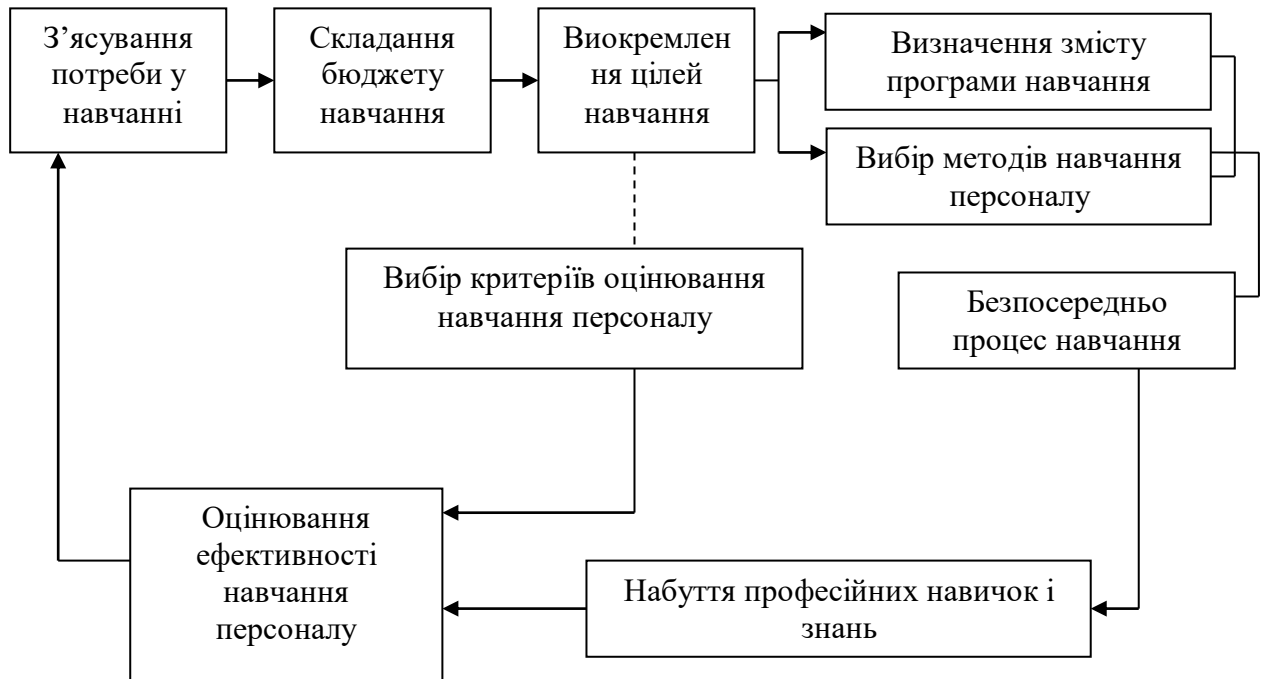 З’ясування
потреби у
навчанні
Складання
бюджету
навчання
Виокремлен
ня цілей
навчання
Визначення змісту
програми навчання
Вибір методів навчання
персоналу
Вибір критеріїв оцінювання
навчання персоналу
Безпосередньо
процес навчання
Оцінювання
ефективності
навчання
персоналу
Набуття професійних навичок і
знань